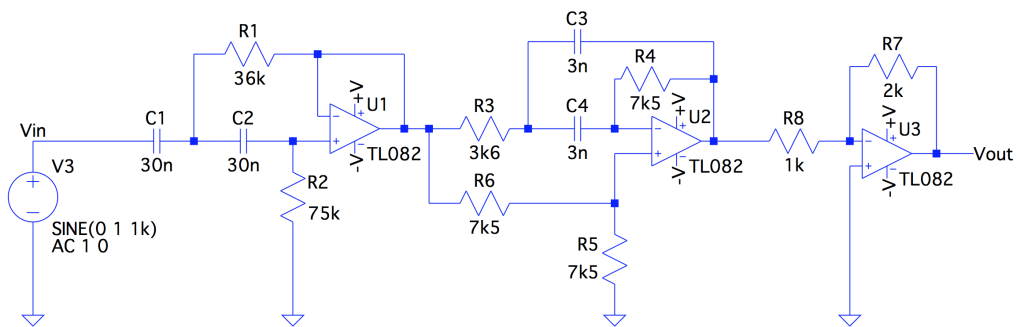 R1
36k
C1
30n
C2
30n
Vin
V3
SINE(0 1 1k)
AC 1 0
R2
75k
+V
U1
TL082
-V
C3
3n
R4
7k5
R3
3k6
C4
3n
R6
7k5
R5
7k5
+V
U2
TL082
-V
R8
1k
R7
2k
+V
U3
TL082
-V
Vout